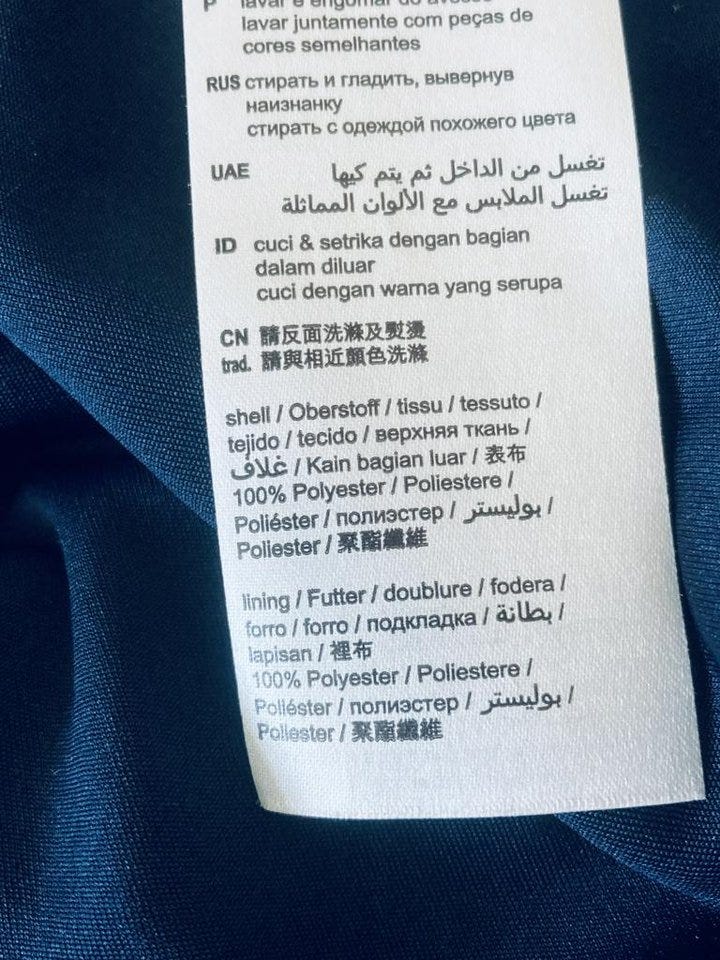 P lavar e engomar do avesso
lavar juntamente com peças de
cores semelhantes
RUS стирать и гладить, вывернув
наизнанку
стирать с одеждой похожего цвета
UAE تغسل من الداخل ثم يتم كيها
تغسل الملابس مع الألوان المماثلة
ID cuci & setrika dengan bagian
dalam diluar
cuci dengan warna yang serupa
CN 請反面洗滌及熨燙
trad. 請與相近顏色洗滌
shell / Oberstoff / tissu / tessuto /
tejido / tecido / верхняя ткань /
غلاف / Kain bagian luar / 表布
100% Polyester / Poliestere /
Poliéster / полиэстер / بوليستر /
Poliester / 聚酯纖維
lining / Futter / doublure / fodera /
forro / forro / подкладка / بطانة /
lapisan / 裡布
100% Polyester / Poliestere /
Poliéster / полиэстер / بوليستر /
Poliester / 聚酯纖維